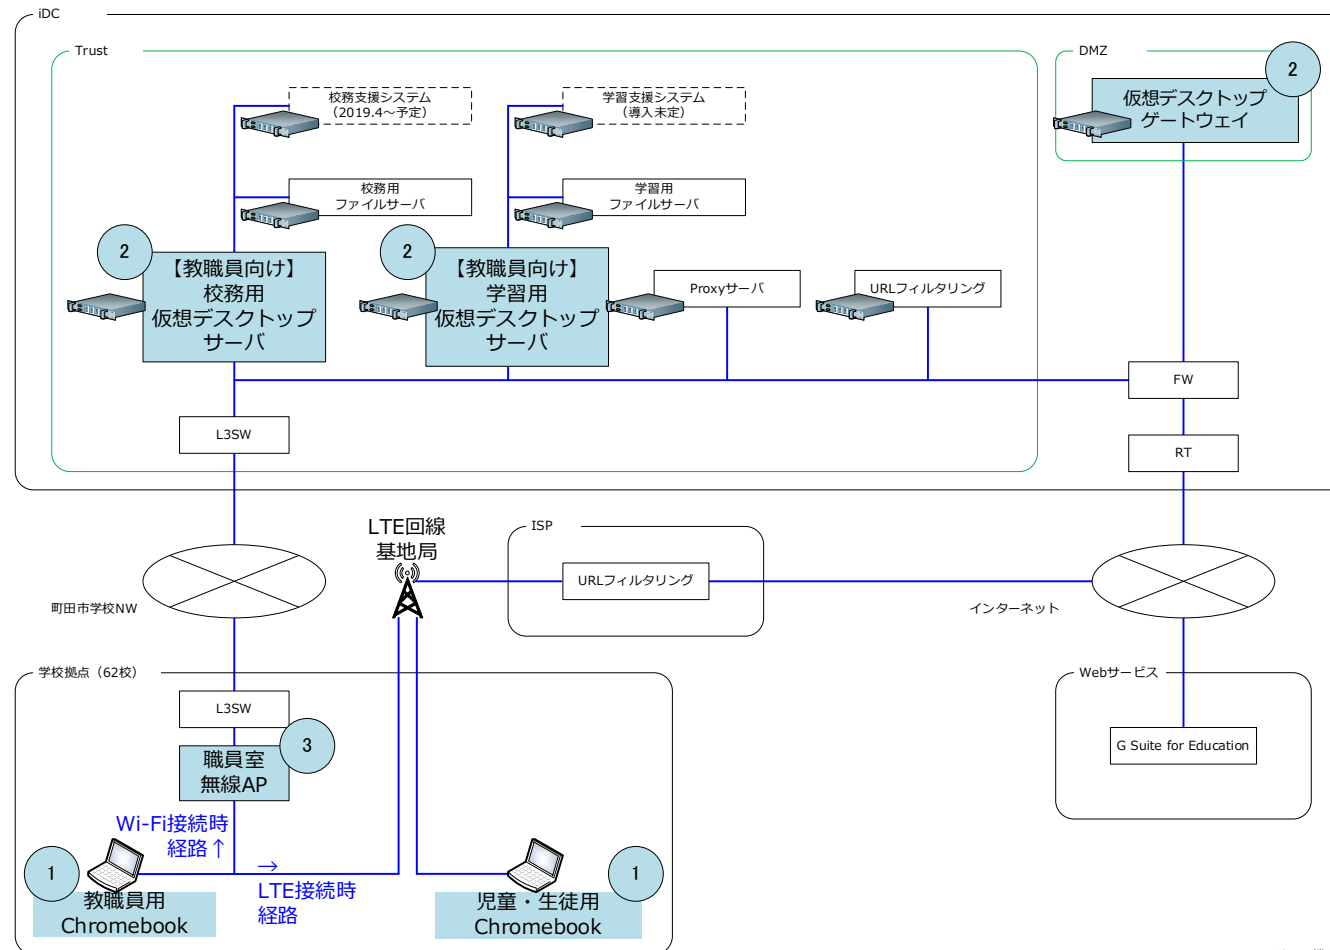 iDC
Trust
DMZ
2
仮想デスクトップ
ゲートウェイ
校務支援システム
（2019.4～予定）
学習支援システム
（導入未定）
校務用
ファイルサーバ
学習用
ファイルサーバ
2
【教職員向け】
校務用
仮想デスクトップ
サーバ
2
【教職員向け】
学習用
仮想デスクトップ
サーバ
Proxyサーバ
URLフィルタリング
FW
L3SW
RT
LTE回線
基地局
ISP
URLフィルタリング
町田市学校NW
インターネット
学校拠点（62校）
L3SW
3
職員室
無線AP
Webサービス
G Suite for Education
Wi-Fi接続時
経路↑
→
LTE接続時
経路
1
教職員用
Chromebook
1
児童・生徒用
Chromebook